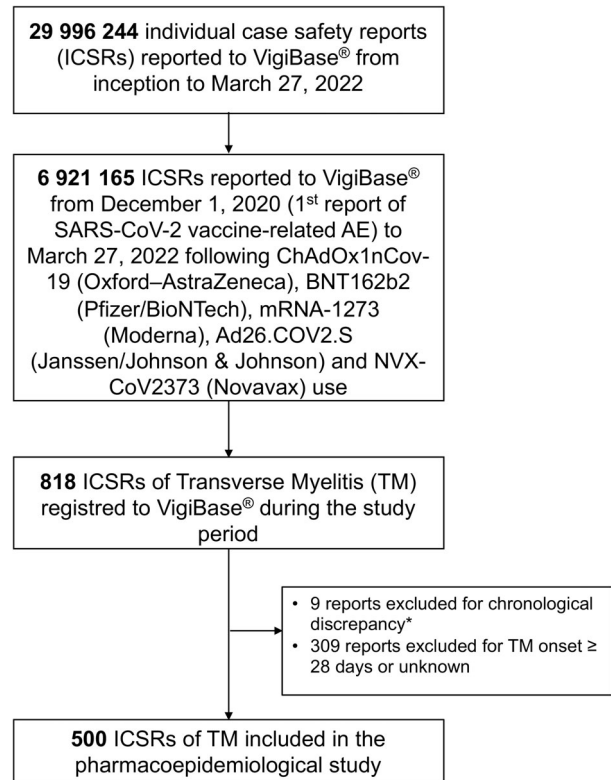 29 996 244 individual case safety reports
(ICSRs) reported to VigiBase® from
inception to March 27, 2022
6 921 165 ICSRs reported to VigiBase®
from December 1, 2020 (1st report of
SARS-CoV-2 vaccine-related AE) to
March 27, 2022 following ChAdOx1nCov-
19 (Oxford–AstraZeneca), BNT162b2
(Pfizer/BioNTech), mRNA-1273
(Moderna), Ad26.COV2.S
(Janssen/Johnson & Johnson) and NVX-
CoV2373 (Novavax) use
818 ICSRs of Transverse Myelitis (TM)
registred to VigiBase® during the study
period
• 9 reports excluded for chronological
discrepancy*
• 309 reports excluded for TM onset ≥
28 days or unknown
500 ICSRs of TM included in the
pharmacoepidemiological study